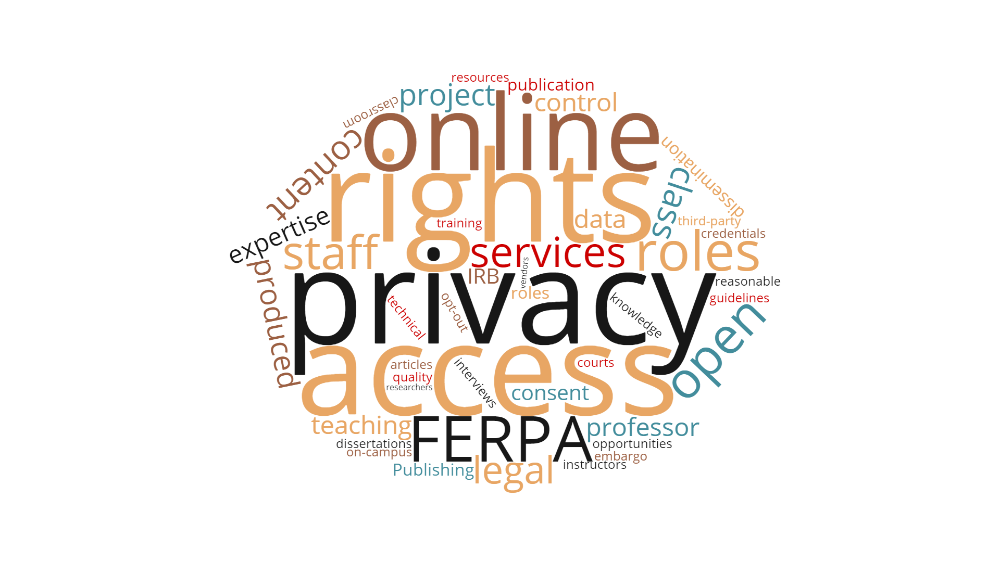 resources
publication
project
control
classroom
online
content
dissemination
rights
class
expertise
training
data
third-party
credentials
staff
services
roles
produced
IRB
vendors
privacy
reasonable
roles
guidelines
technical
opt-out
knowledge
open
access
articles
quality
researchers
interviews
courts
consent
teaching
FERPA
professor
dissertations
opportunities
on-campus
embargo
instructors
Publishing
legal